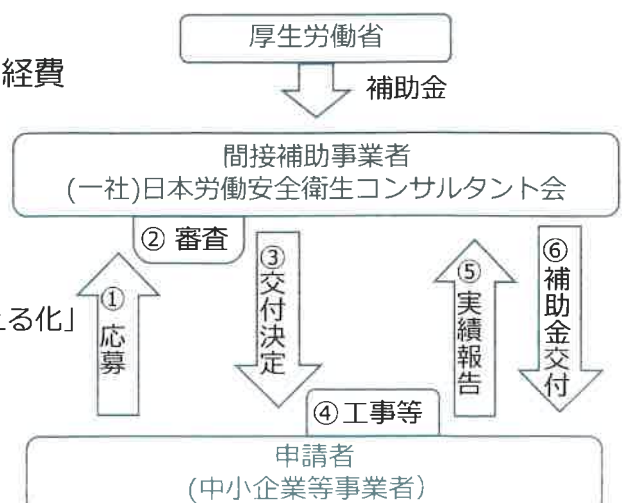 厚生労働省
経費
補助金
間接補助事業者
(一社)日本労働安全衛生コンサルタント会
② 審査
①応募
③交付決定
⑤実績報告
⑥補助金交付
える化」
④工事等
申請者
(中小企業等事業者)